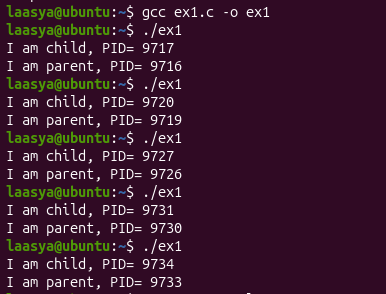 laasya@ubuntu:~$ gcc ex1.c -o ex1
laasya@ubuntu:~$ ./ex1
I am child, PID= 9717
I am parent, PID= 9716
laasya@ubuntu:~$ ./ex1
I am child, PID= 9720
I am parent, PID= 9719
laasya@ubuntu:~$ ./ex1
I am child, PID= 9727
I am parent, PID= 9726
laasya@ubuntu:~$ ./ex1
I am child, PID= 9731
I am parent, PID= 9730
laasya@ubuntu:~$ ./ex1
I am child, PID= 9734
I am parent, PID= 9733